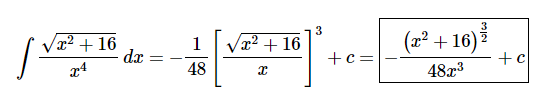 ∫ √(x² + 16) / x⁴ dx = − 1/48 [ √(x² + 16) / x ]³ + c = − (x² + 16)^(3/2) / 48x³ + c